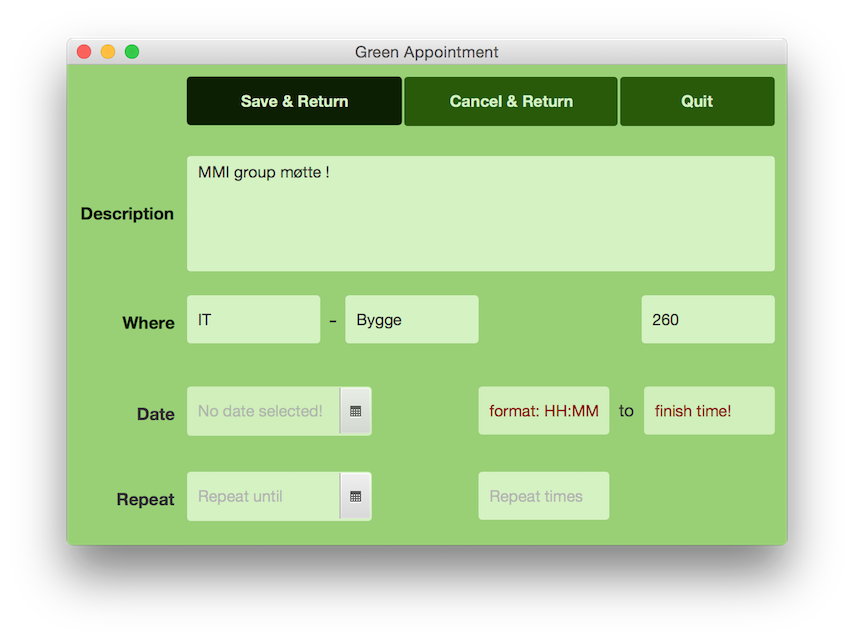 Green Appointment
Save & Return Cancel & Return Quit
Description MMI group møtte !
Where IT - Bygge 260
Date No date selected! format: HH:MM to finish time!
Repeat Repeat until Repeat times